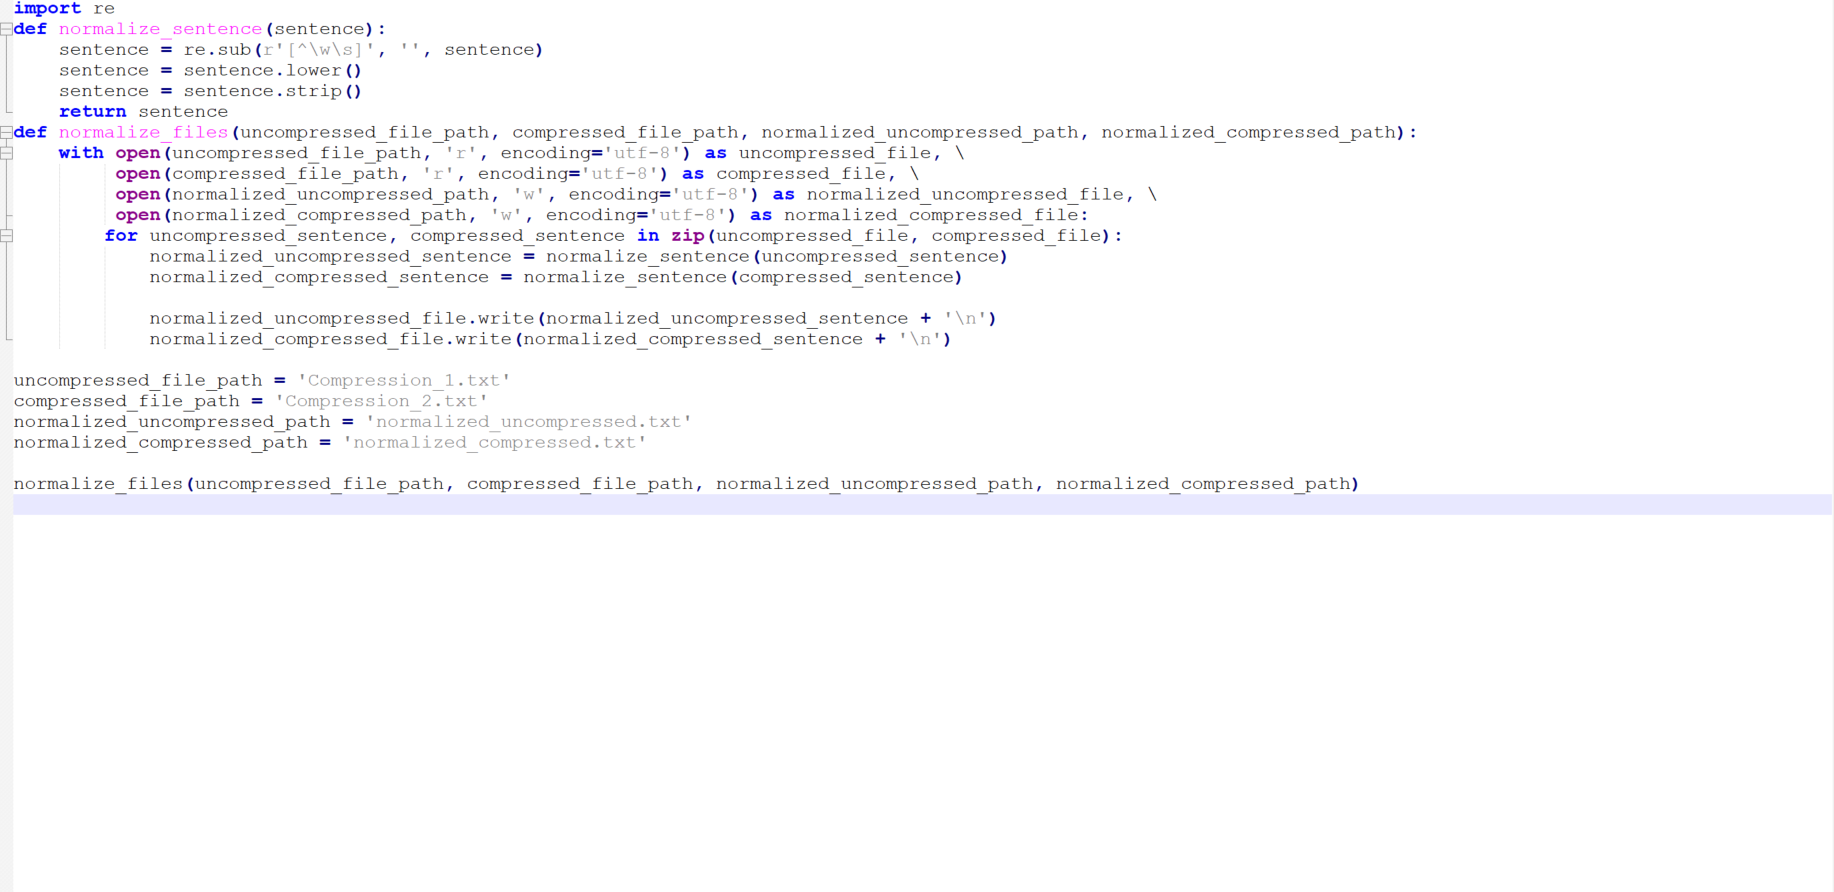 import re
def normalize_sentence(sentence):
    sentence = re.sub(r'[^\w\s]', '', sentence)
    sentence = sentence.lower()
    sentence = sentence.strip()
    return sentence
def normalize_files(uncompressed_file_path, compressed_file_path, normalized_uncompressed_path, normalized_compressed_path):
    with open(uncompressed_file_path, 'r', encoding='utf-8') as uncompressed_file, \
         open(compressed_file_path, 'r', encoding='utf-8') as compressed_file, \
         open(normalized_uncompressed_path, 'w', encoding='utf-8') as normalized_uncompressed_file, \
         open(normalized_compressed_path, 'w', encoding='utf-8') as normalized_compressed_file:
        for uncompressed_sentence, compressed_sentence in zip(uncompressed_file, compressed_file):
            normalized_uncompressed_sentence = normalize_sentence(uncompressed_sentence)
            normalized_compressed_sentence = normalize_sentence(compressed_sentence)

            normalized_uncompressed_file.write(normalized_uncompressed_sentence + '\n')
            normalized_compressed_file.write(normalized_compressed_sentence + '\n')

uncompressed_file_path = 'Compression_1.txt'
compressed_file_path = 'Compression_2.txt'
normalized_uncompressed_path = 'normalized_uncompressed.txt'
normalized_compressed_path = 'normalized_compressed.txt'

normalize_files(uncompressed_file_path, compressed_file_path, normalized_uncompressed_path, normalized_compressed_path)